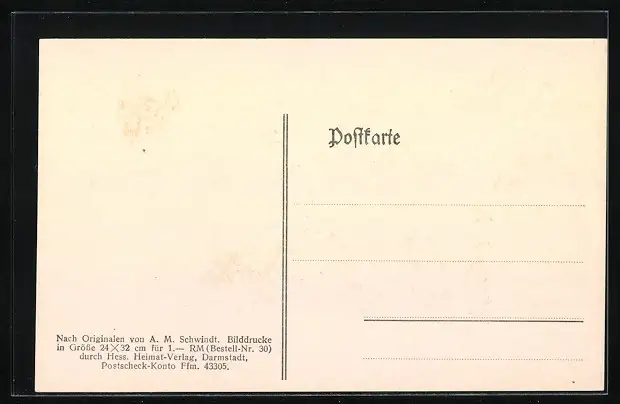 Postkarte
Nach Originalen von A. M. Schwindt. Bilddrucke
in Größe 24×32 cm für 1.— RM (Bestell-Nr. 30)
durch Hess. Heimat-Verlag, Darmstadt,
Postscheck-Konto Ffm. 43305.